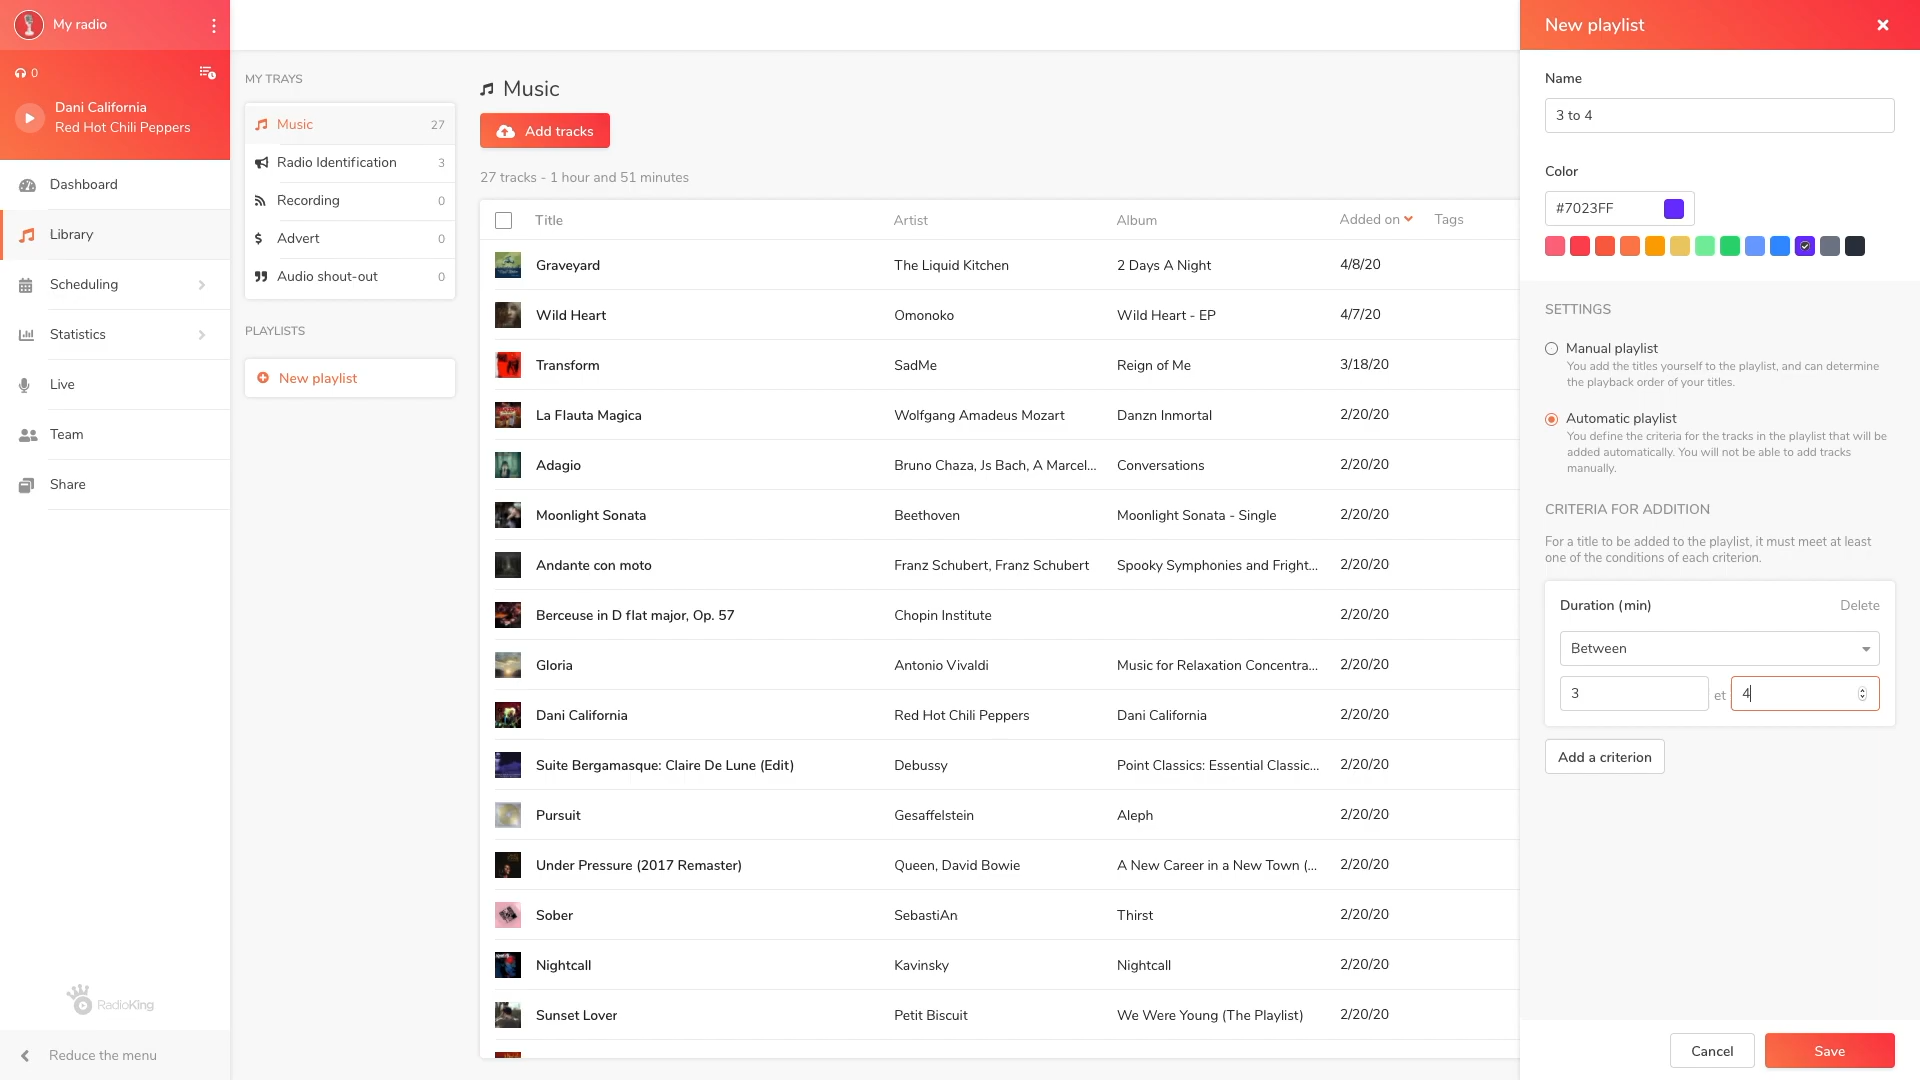 My radio
0
Dani California
Red Hot Chili Peppers
Dashboard
Library
Scheduling
Statistics
Live
Team
Share
RadioKing
Reduce the menu
MY TRAYS
Music 27
Radio Identification 3
Recording 0
Advert 0
Audio shout-out 0
PLAYLISTS
New playlist
Music
Add tracks
27 tracks - 1 hour and 51 minutes
Title Artist Album Added on Tags
Graveyard The Liquid Kitchen 2 Days A Night 4/8/20
Wild Heart Omonoko Wild Heart - EP 4/7/20
Transform SadMe Reign of Me 3/18/20
La Flauta Magica Wolfgang Amadeus Mozart Danzn Inmortal 2/20/20
Adagio Bruno Chaza, Js Bach, A Marcel... Conversations 2/20/20
Moonlight Sonata Beethoven Moonlight Sonata - Single 2/20/20
Andante con moto Franz Schubert, Franz Schubert Spooky Symphonies and Fright... 2/20/20
Berceuse in D flat major, Op. 57 Chopin Institute 2/20/20
Gloria Antonio Vivaldi Music for Relaxation Concentra... 2/20/20
Dani California Red Hot Chili Peppers Dani California 2/20/20
Suite Bergamasque: Claire De Lune (Edit) Debussy Point Classics: Essential Classic... 2/20/20
Pursuit Gesaffelstein Aleph 2/20/20
Under Pressure (2017 Remaster) Queen, David Bowie A New Career in a New Town (... 2/20/20
Sober SebastiAn Thirst 2/20/20
Nightcall Kavinsky Nightcall 2/20/20
Sunset Lover Petit Biscuit We Were Young (The Playlist) 2/20/20
New playlist
Name
3 to 4
Color
#7023FF
SETTINGS
Manual playlist
You add the titles yourself to the playlist, and can determine
the playback order of your titles.
Automatic playlist
You define the criteria for the tracks in the playlist that will be
added automatically. You will not be able to add tracks
manually.
CRITERIA FOR ADDITION
For a title to be added to the playlist, it must meet at least
one of the conditions of each criterion.
Duration (min) Delete
Between
3 et 4
Add a criterion
Cancel Save